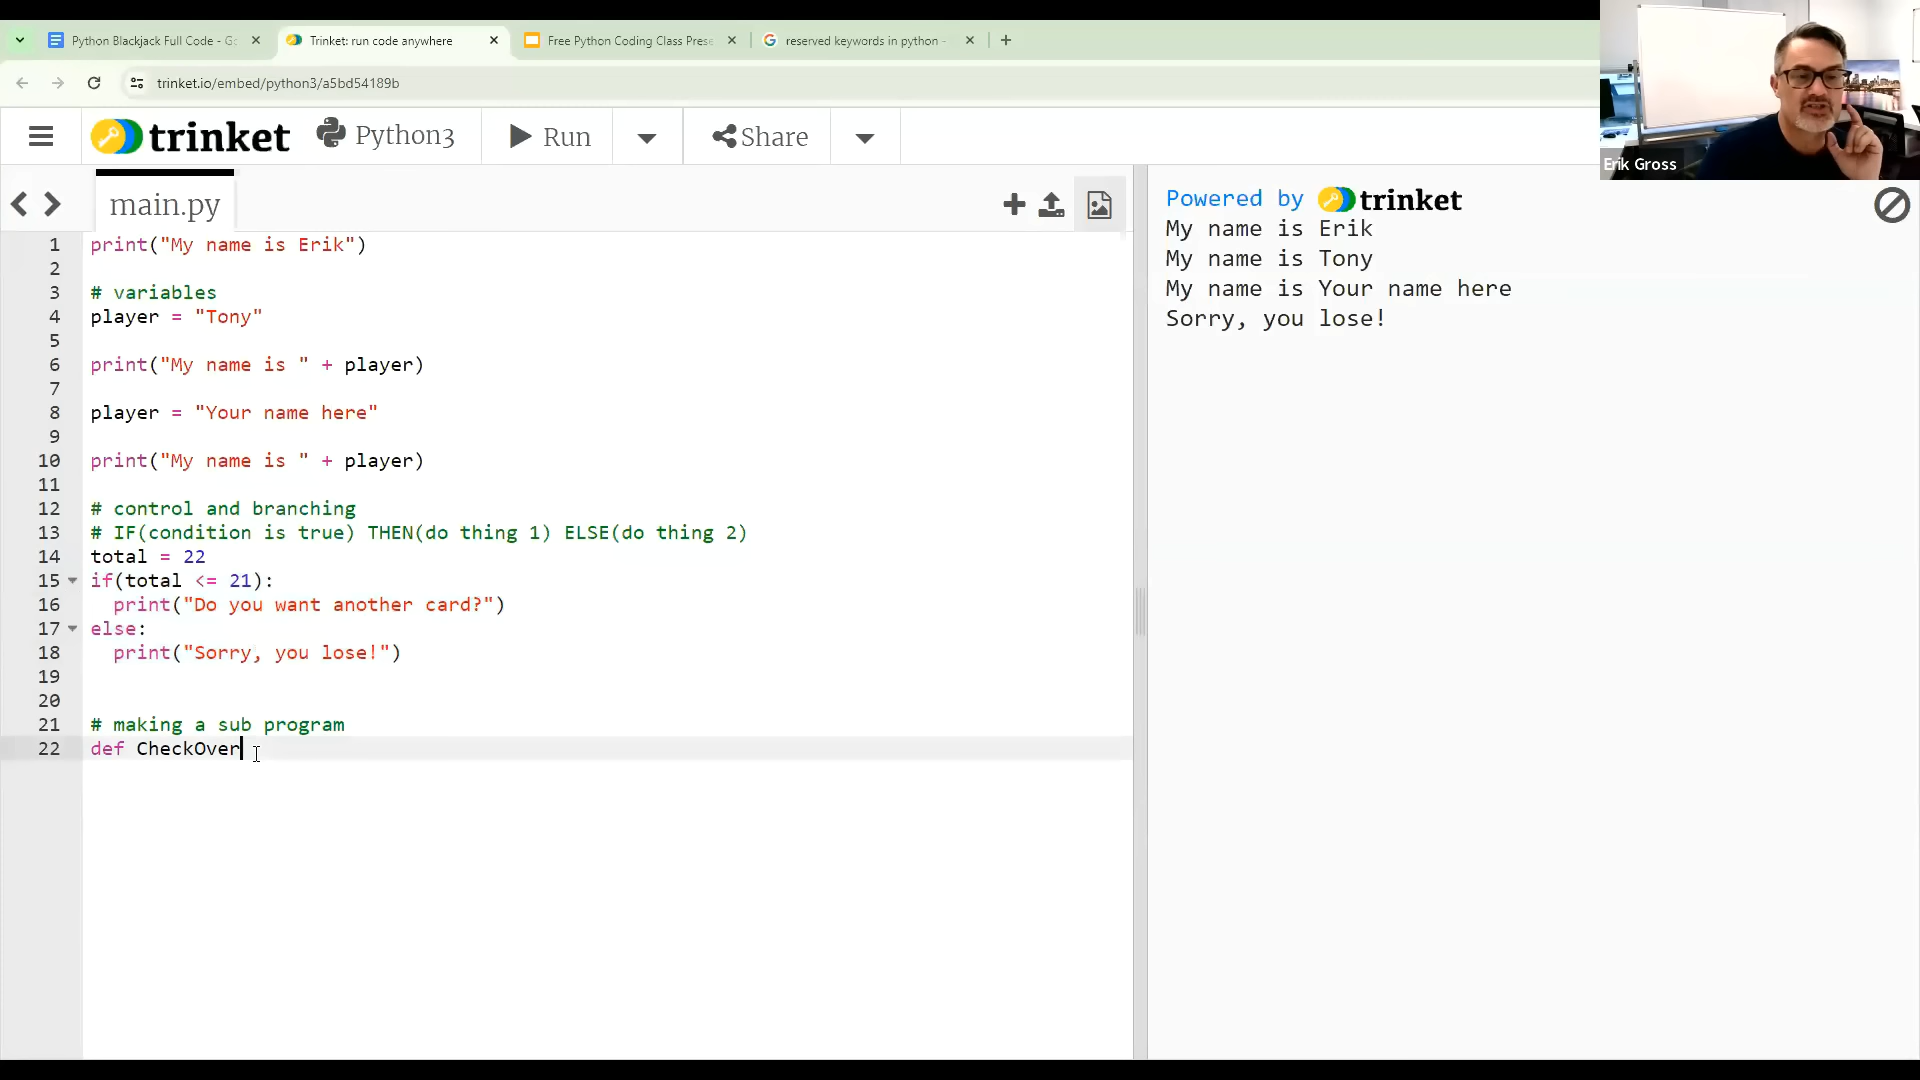 Python Blackjack Full Code - Go
Trinket: run code anywhere
Free Python Coding Class Prese
reserved keywords in python -
trinket.io/embed/python3/a5bd54189b
trinket
Python3
Run
Share
Erik Gross
main.py
1 print("My name is Erik")
2
3 # variables
4 player = "Tony"
5
6 print("My name is " + player)
7
8 player = "Your name here"
9
10 print("My name is " + player)
11
12 # control and branching
13 # IF(condition is true) THEN(do thing 1) ELSE(do thing 2)
14 total = 22
15 if(total <= 21):
16   print("Do you want another card?")
17 else:
18   print("Sorry, you lose!")
19
20
21 # making a sub program
22 def CheckOver
Powered by trinket
My name is Erik
My name is Tony
My name is Your name here
Sorry, you lose!